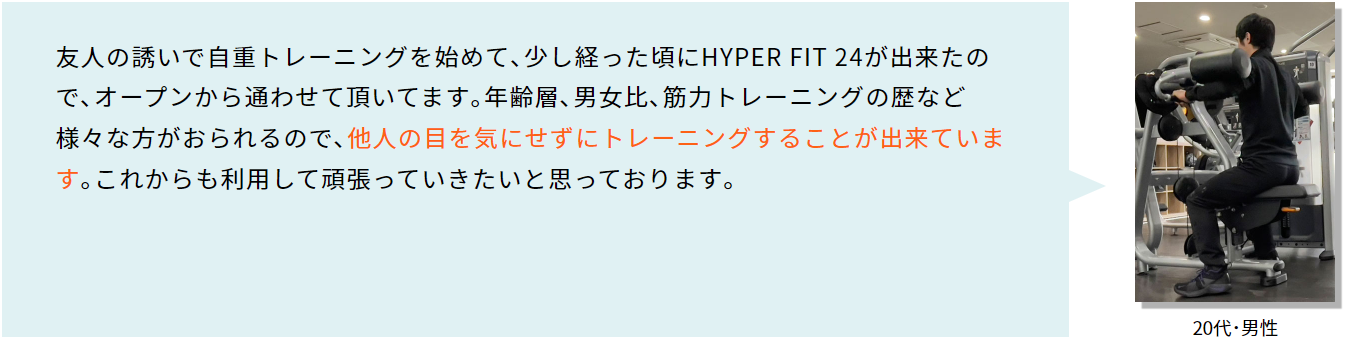 友人の誘いで自重トレーニングを始めて、少し経った頃にHYPER FIT 24が出来たの
で、オープンから通わせて頂いてます。年齢層、男女比、筋力トレーニングの歴など
様々な方がおられるので、他人の目を気にせずにトレーニングすることが出来ていま
す。これからも利用して頑張っていきたいと思っております。
20代・男性